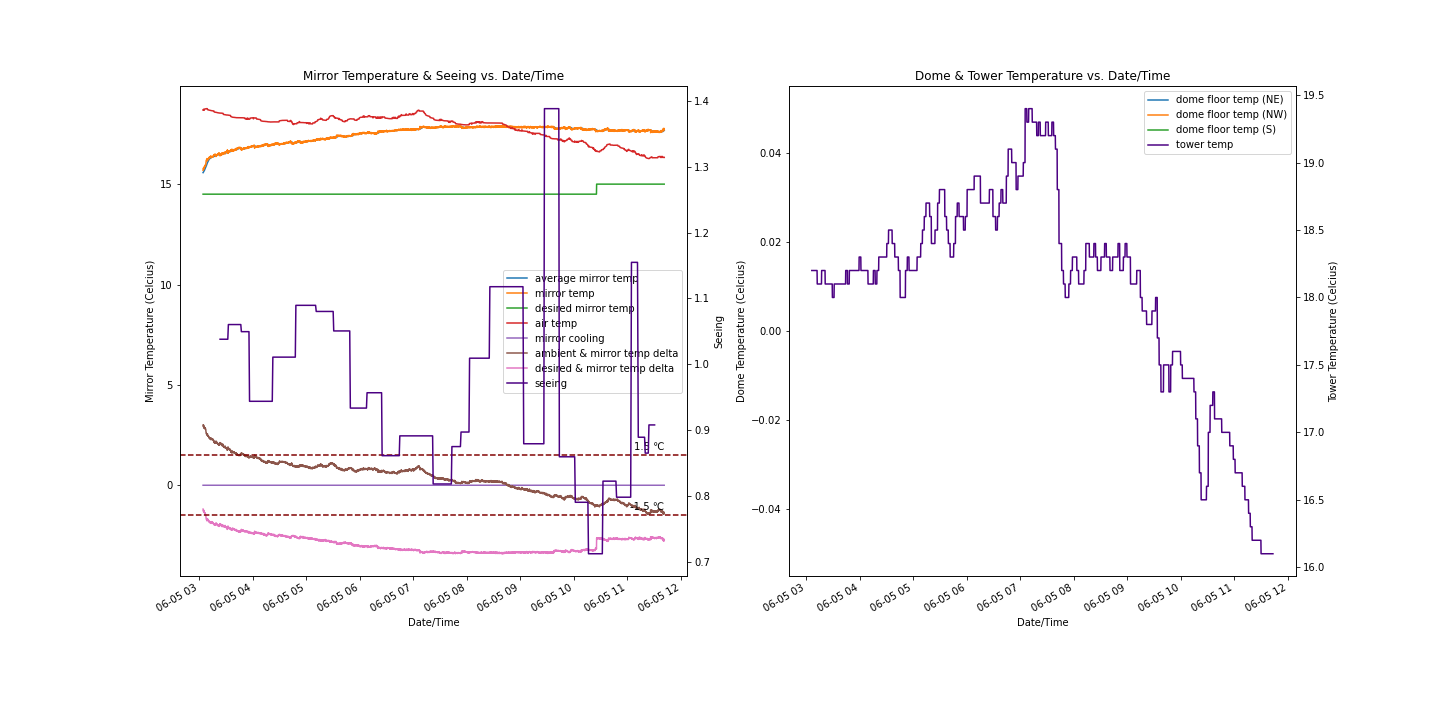 Mirror Temperature & Seeing vs. Date/Time
Mirror Temperature (Celcius)
15
10
5
0
1.4
1.3
1.2
1.1
1.0
0.9
0.8
0.7
Seeing
average mirror temp
mirror temp
desired mirror temp
air temp
mirror cooling
ambient & mirror temp delta
desired & mirror temp delta
seeing
1.5 °C
-1.5 °C
06-05 03
06-05 04
06-05 05
06-05 06
06-05 07
06-05 08
06-05 09
06-05 10
06-05 11
06-05 12
Date/Time
Dome & Tower Temperature vs. Date/Time
Dome Temperature (Celcius)
0.04
0.02
0.00
−0.02
−0.04
dome floor temp (NE)
dome floor temp (NW)
dome floor temp (S)
tower temp
19.5
19.0
18.5
18.0
17.5
17.0
16.5
16.0
Tower Temperature (Celcius)
06-05 03
06-05 04
06-05 05
06-05 06
06-05 07
06-05 08
06-05 09
06-05 10
06-05 11
06-05 12
Date/Time